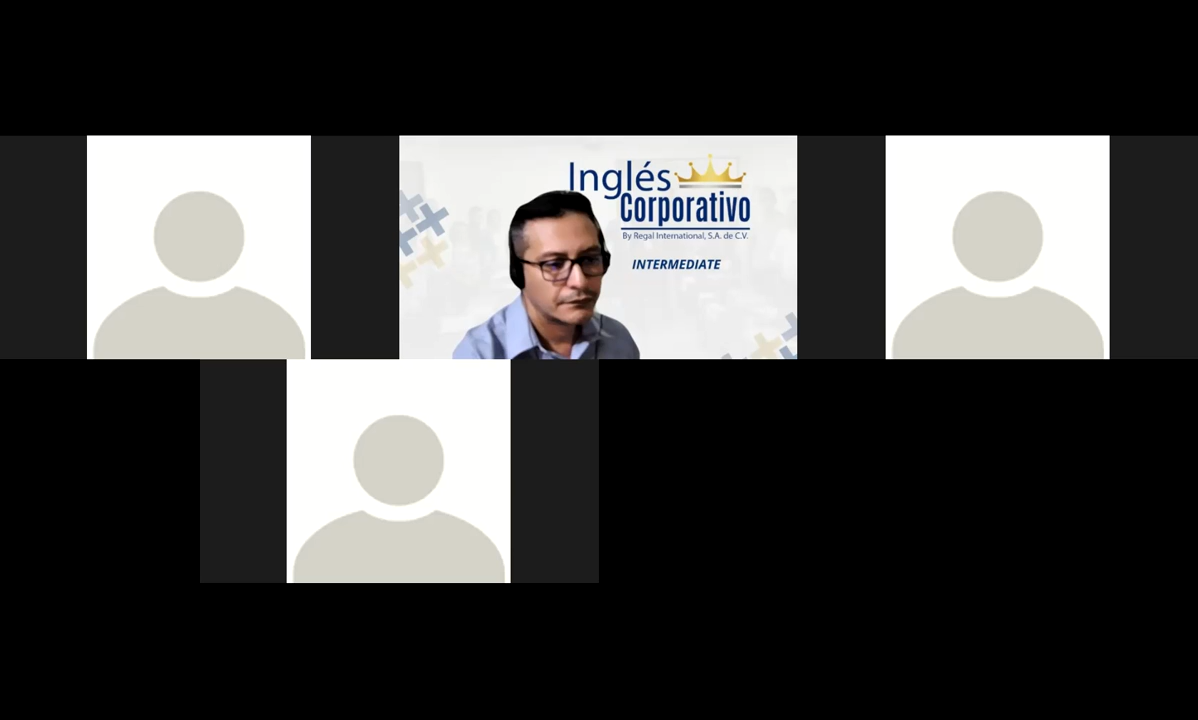 Inglés
Corporativo
By Regal International, S.A. de C.V.
INTERMEDIATE